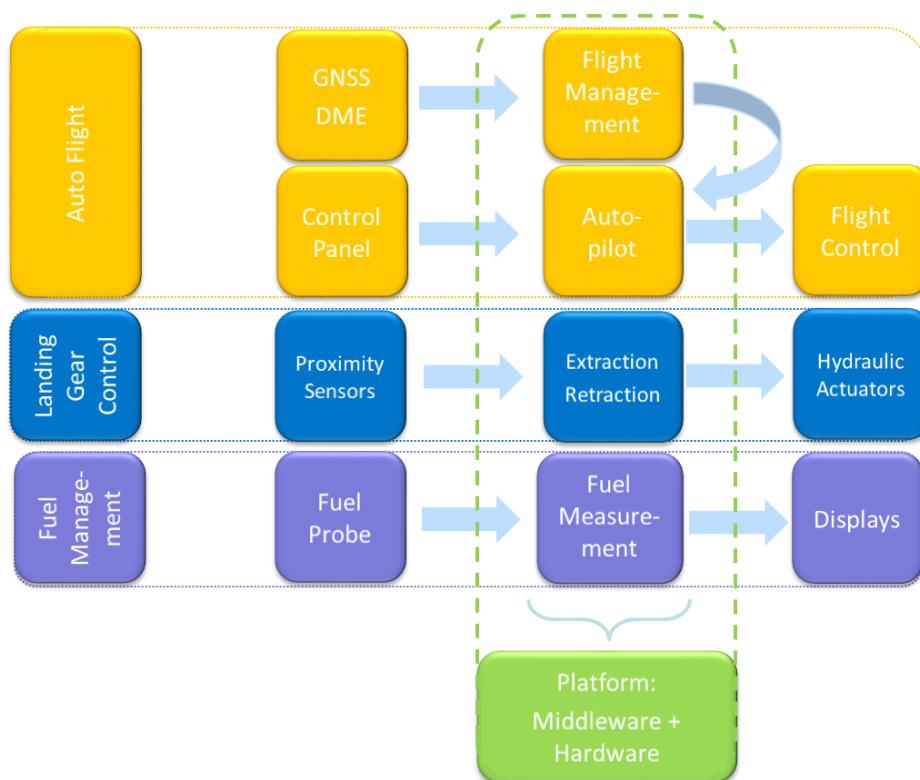 Auto Flight
GNSS
DME
Flight
Manage-
ment
Control
Panel
Auto-
pilot
Flight
Control
Landing
Gear
Control
Proximity
Sensors
Extraction
Retraction
Hydraulic
Actuators
Fuel
Manage-
ment
Fuel
Probe
Fuel
Measure-
ment
Displays
Platform:
Middleware +
Hardware